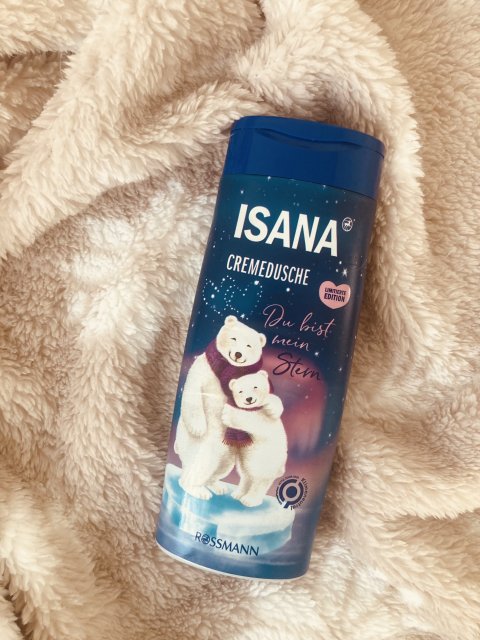 ISANA
CREMEDUSCHE
LIMITIERTE
EDITION
Du bist
mein
Stern
ROSSMANN